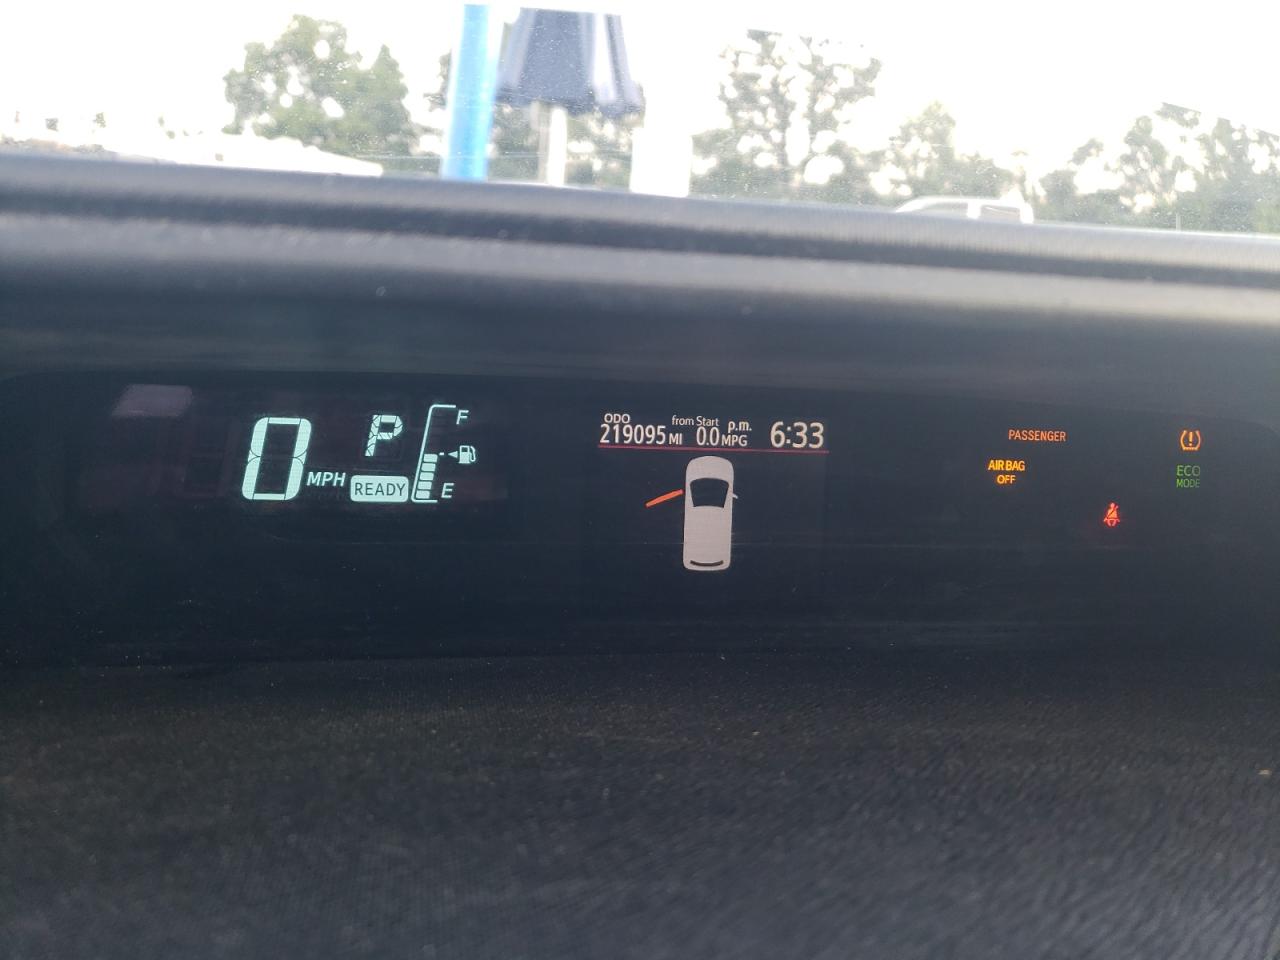 0 MPH
P
READY
F
E
ODO
219095 MI
from Start
0.0 MPG
p.m.
6:33
PASSENGER
AIR BAG
OFF
ECO
MODE